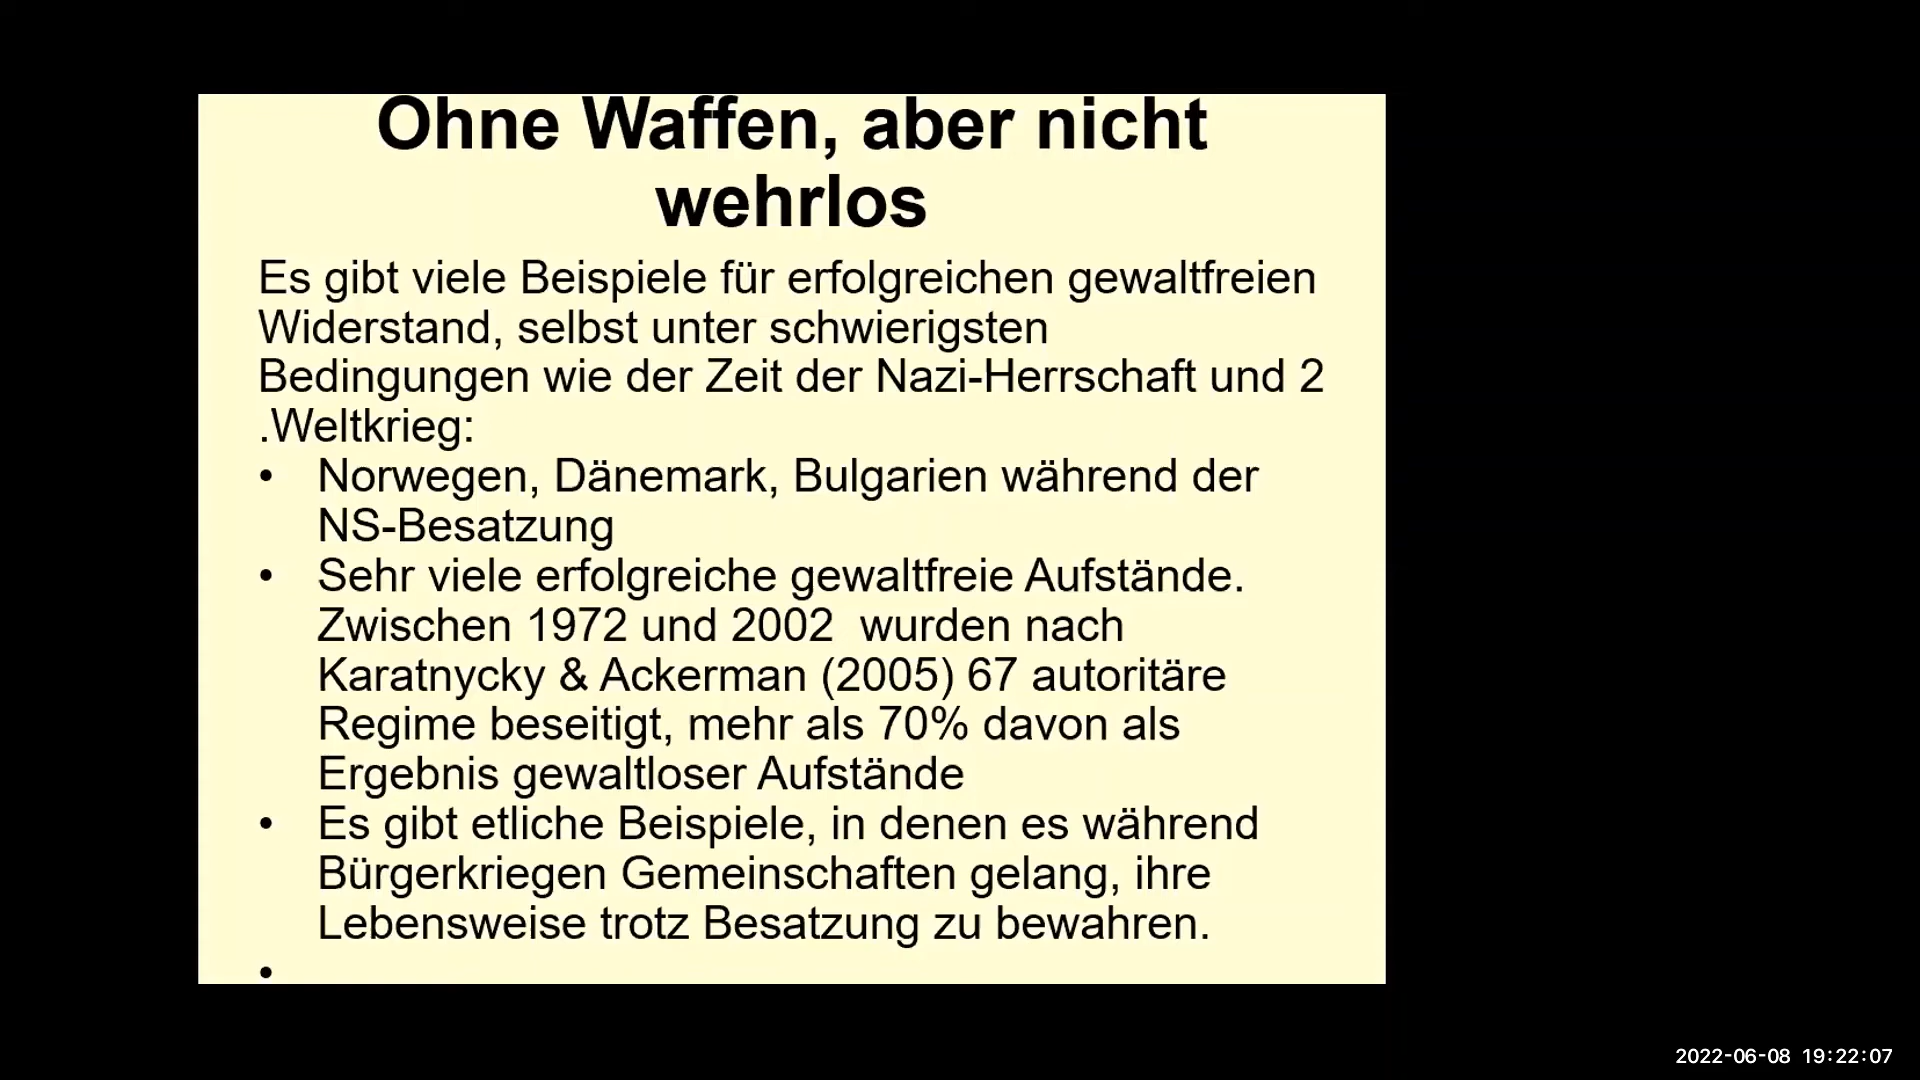 Ohne Waffen, aber nicht
wehrlos
Es gibt viele Beispiele für erfolgreichen gewaltfreien
Widerstand, selbst unter schwierigsten
Bedingungen wie der Zeit der Nazi-Herrschaft und 2
.Weltkrieg:
• Norwegen, Dänemark, Bulgarien während der
NS-Besatzung
• Sehr viele erfolgreiche gewaltfreie Aufstände.
Zwischen 1972 und 2002  wurden nach
Karatnycky & Ackerman (2005) 67 autoritäre
Regime beseitigt, mehr als 70% davon als
Ergebnis gewaltloser Aufstände
• Es gibt etliche Beispiele, in denen es während
Bürgerkriegen Gemeinschaften gelang, ihre
Lebensweise trotz Besatzung zu bewahren.
•
2022-06-08 19:22:07